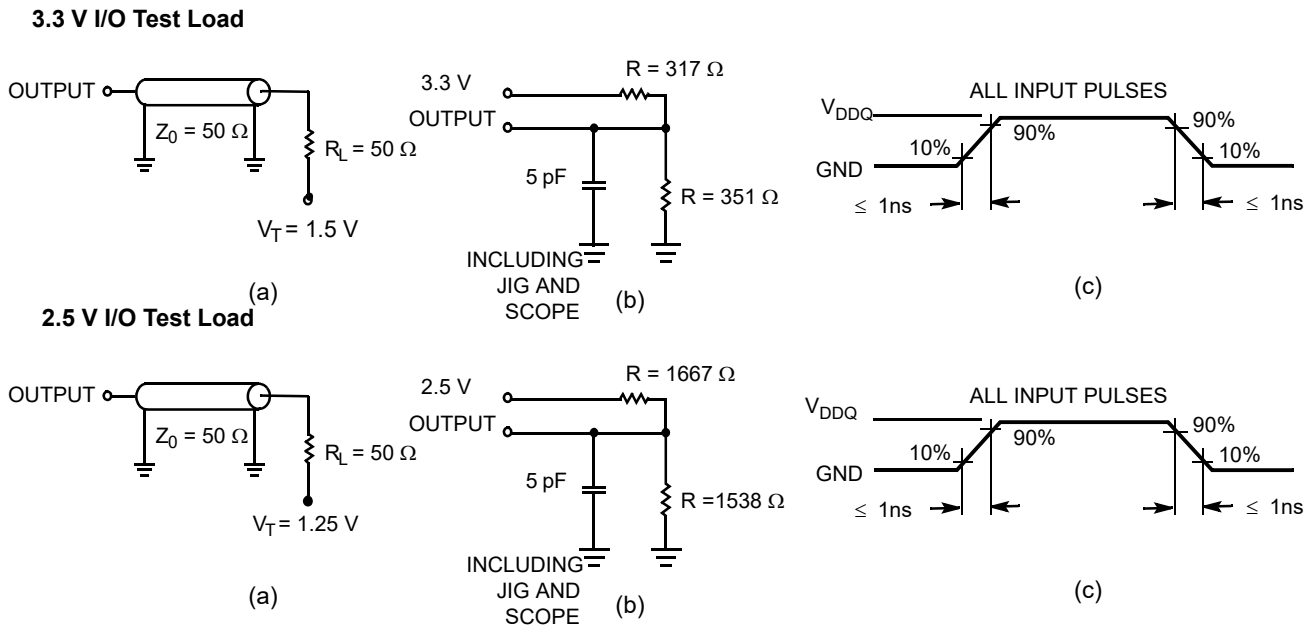 3.3 V I/O Test Load
OUTPUT
Z0 = 50 Ω
RL = 50 Ω
VT = 1.5 V
(a)
3.3 V
OUTPUT
R = 317 Ω
5 pF
R = 351 Ω
INCLUDING
JIG AND
SCOPE
(b)
ALL INPUT PULSES
VDDQ
GND
10%
90%
90%
10%
≤ 1ns
≤ 1ns
(c)
2.5 V I/O Test Load
OUTPUT
Z0 = 50 Ω
RL = 50 Ω
VT = 1.25 V
(a)
2.5 V
OUTPUT
R = 1667 Ω
5 pF
R =1538 Ω
INCLUDING
JIG AND
SCOPE
(b)
ALL INPUT PULSES
VDDQ
GND
10%
90%
90%
10%
≤ 1ns
≤ 1ns
(c)